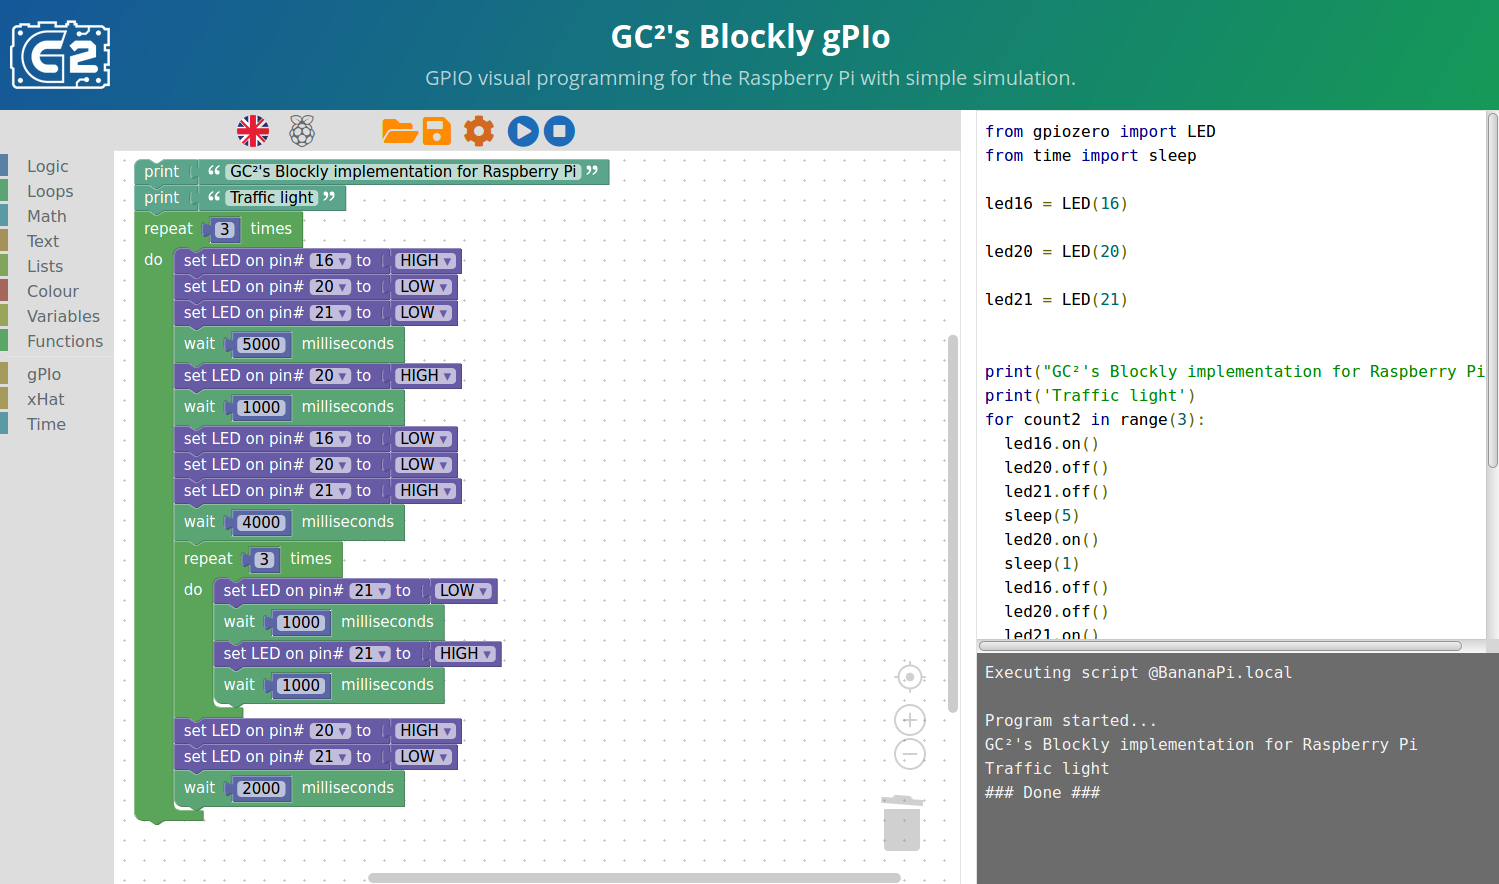 G2
GC²'s Blockly gPIo
GPIO visual programming for the Raspberry Pi with simple simulation.
Logic
Loops
Math
Text
Lists
Colour
Variables
Functions
gPIo
xHat
Time
print “ GC²'s Blockly implementation for Raspberry Pi ”
print “ Traffic light ”
repeat 3 times
do set LED on pin# 16 to HIGH
set LED on pin# 20 to LOW
set LED on pin# 21 to LOW
wait 5000 milliseconds
set LED on pin# 20 to HIGH
wait 1000 milliseconds
set LED on pin# 16 to LOW
set LED on pin# 20 to LOW
set LED on pin# 21 to HIGH
wait 4000 milliseconds
repeat 3 times
do set LED on pin# 21 to LOW
wait 1000 milliseconds
set LED on pin# 21 to HIGH
wait 1000 milliseconds
set LED on pin# 20 to HIGH
set LED on pin# 21 to LOW
wait 2000 milliseconds
from gpiozero import LED
from time import sleep
led16 = LED(16)
led20 = LED(20)
led21 = LED(21)
print("GC²'s Blockly implementation for Raspberry Pi
print('Traffic light')
for count2 in range(3):
led16.on()
led20.off()
led21.off()
sleep(5)
led20.on()
sleep(1)
led16.off()
led20.off()
led21.on()
Executing script @BananaPi.local
Program started...
GC²'s Blockly implementation for Raspberry Pi
Traffic light
### Done ###